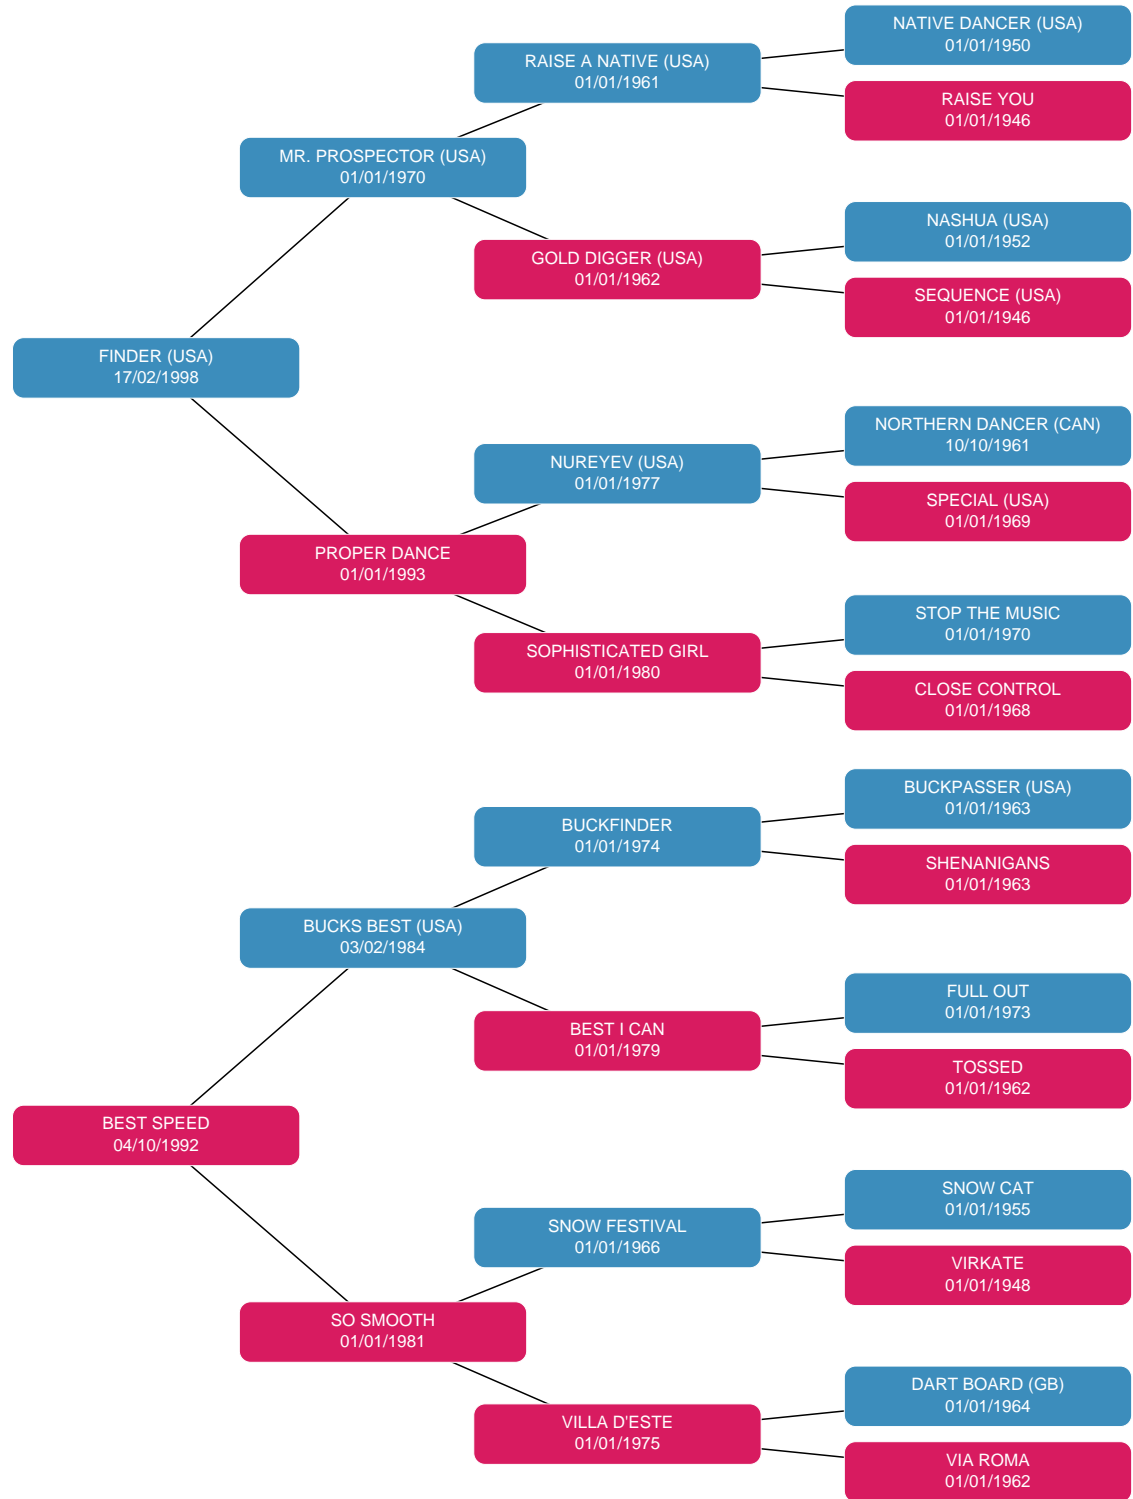 NATIVE DANCER (USA)
01/01/1950
RAISE A NATIVE (USA)
01/01/1961
RAISE YOU
01/01/1946
MR. PROSPECTOR (USA)
01/01/1970
NASHUA (USA)
01/01/1952
GOLD DIGGER (USA)
01/01/1962
SEQUENCE (USA)
01/01/1946
FINDER (USA)
17/02/1998
NORTHERN DANCER (CAN)
10/10/1961
NUREYEV (USA)
01/01/1977
SPECIAL (USA)
01/01/1969
PROPER DANCE
01/01/1993
STOP THE MUSIC
01/01/1970
SOPHISTICATED GIRL
01/01/1980
CLOSE CONTROL
01/01/1968
BUCKPASSER (USA)
01/01/1963
BUCKFINDER
01/01/1974
SHENANIGANS
01/01/1963
BUCKS BEST (USA)
03/02/1984
FULL OUT
01/01/1973
BEST I CAN
01/01/1979
TOSSED
01/01/1962
BEST SPEED
04/10/1992
SNOW CAT
01/01/1955
SNOW FESTIVAL
01/01/1966
VIRKATE
01/01/1948
SO SMOOTH
01/01/1981
DART BOARD (GB)
01/01/1964
VILLA D'ESTE
01/01/1975
VIA ROMA
01/01/1962